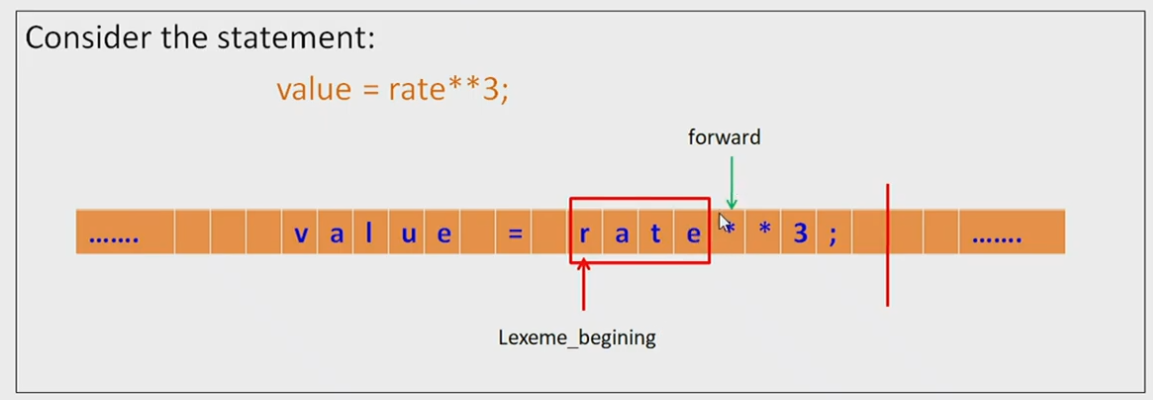 Consider the statement:
value = rate**3;
forward
....... v a l u e = r a t e * * 3 ; .......
Lexeme_begining